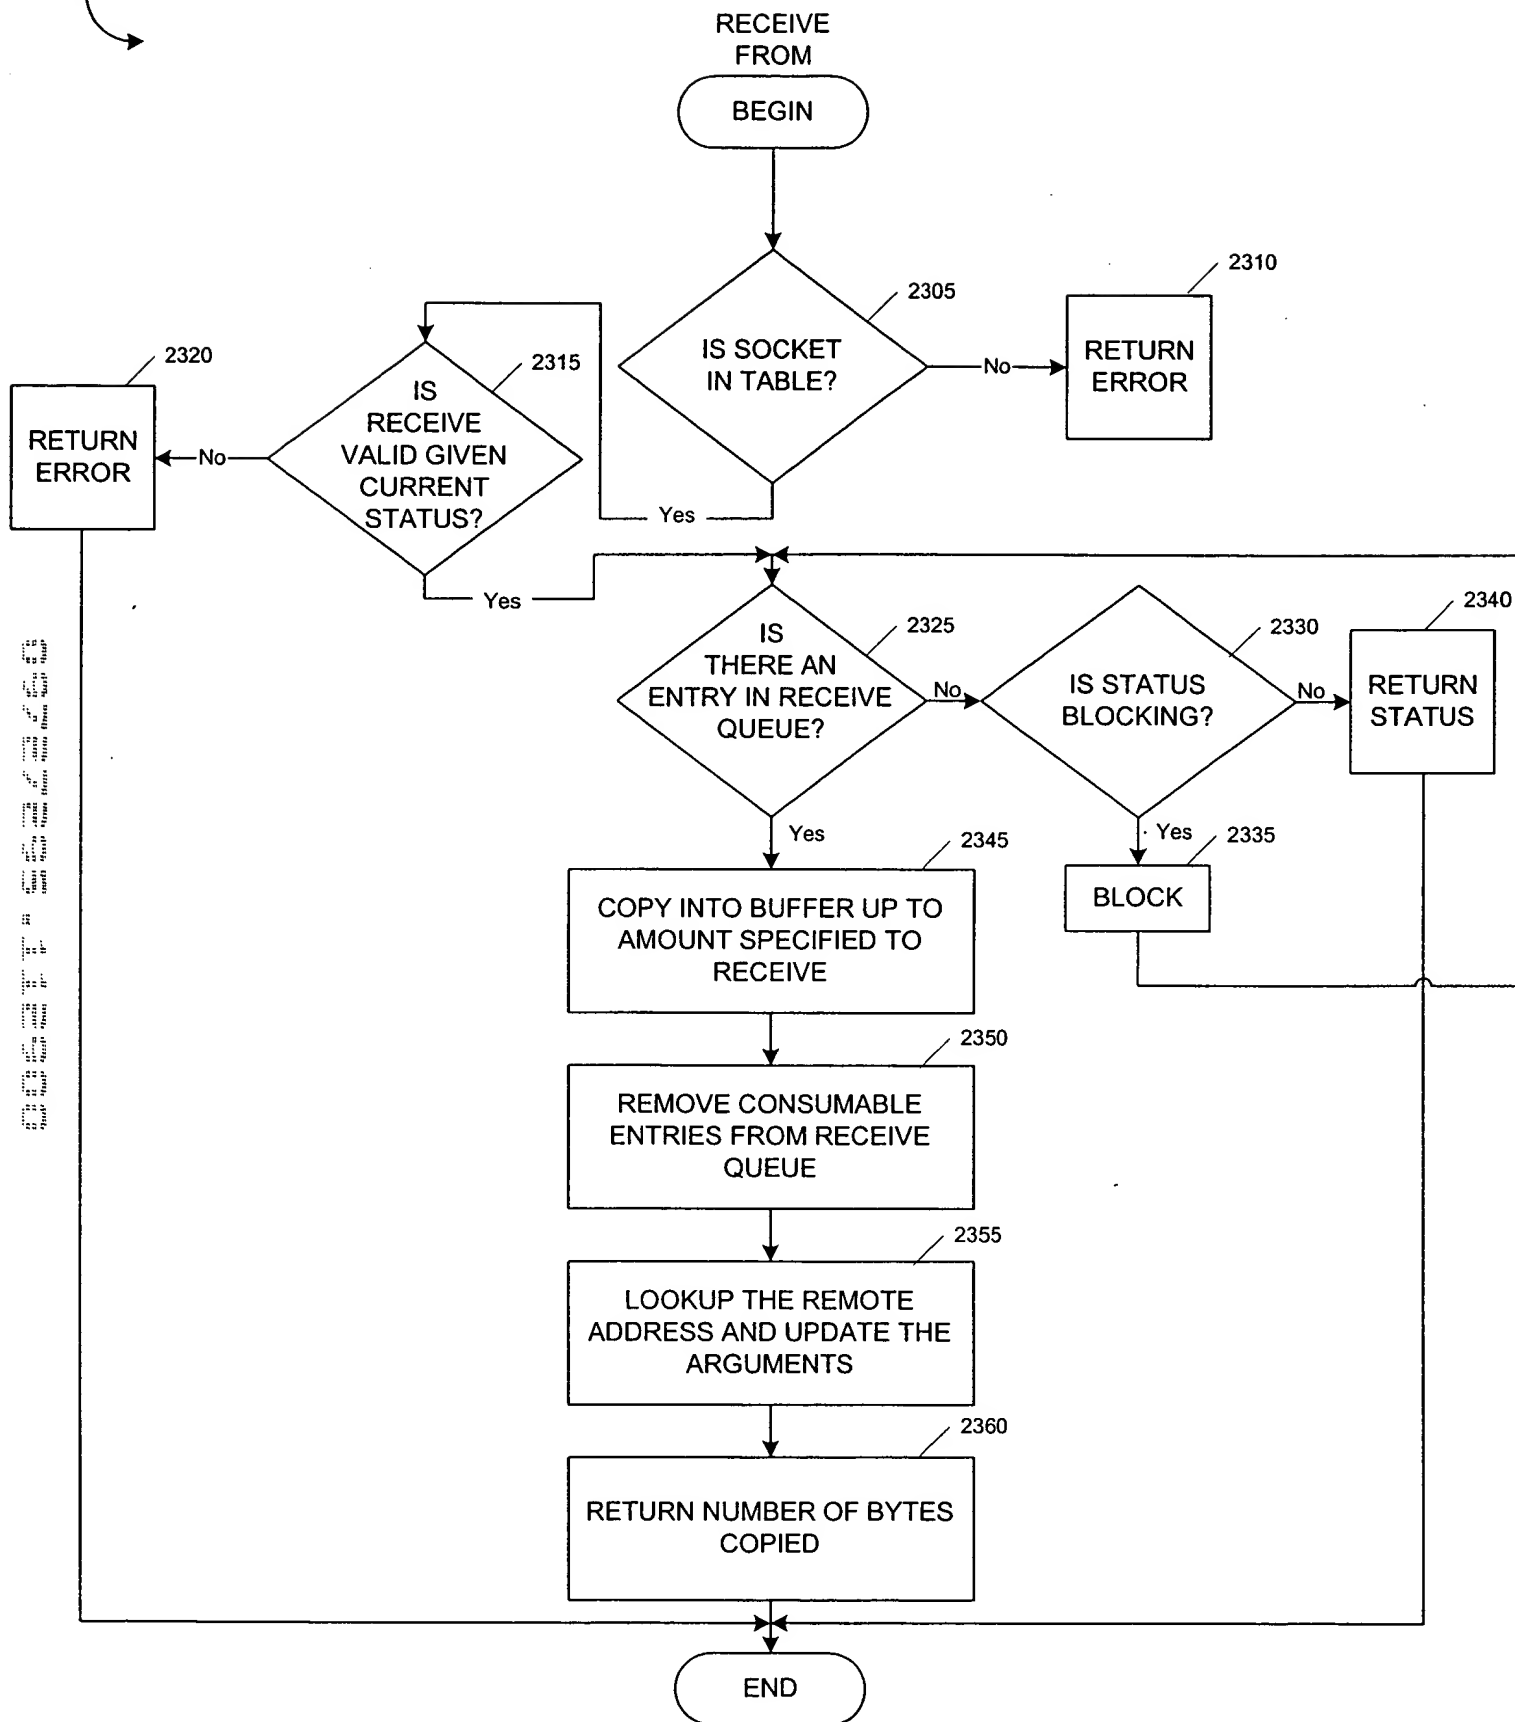 RECEIVE
FROM
BEGIN
2305
IS SOCKET
IN TABLE?
No
2310
RETURN
ERROR
Yes
2315
IS
RECEIVE
VALID GIVEN
CURRENT
STATUS?
No
2320
RETURN
ERROR
Yes
2325
IS
THERE AN
ENTRY IN RECEIVE
QUEUE?
No
2330
IS STATUS
BLOCKING?
No
2340
RETURN
STATUS
Yes
2335
BLOCK
Yes
2345
COPY INTO BUFFER UP TO
AMOUNT SPECIFIED TO
RECEIVE
2350
REMOVE CONSUMABLE
ENTRIES FROM RECEIVE
QUEUE
2355
LOOKUP THE REMOTE
ADDRESS AND UPDATE THE
ARGUMENTS
2360
RETURN NUMBER OF BYTES
COPIED
END